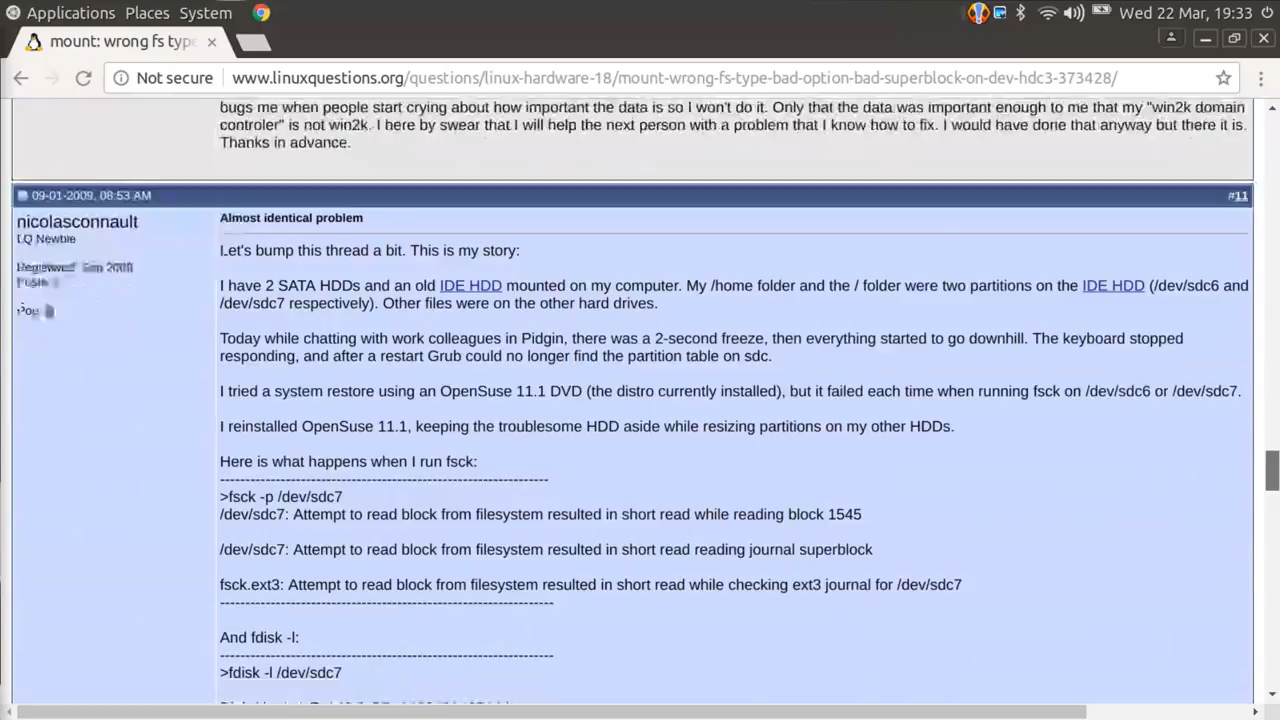 Applications Places System Wed 22 Mar, 19:33
mount: wrong fs type
Not secure www.linuxquestions.org/questions/linux-hardware-18/mount-wrong-fs-type-bad-option-bad-superblock-on-dev-hdc3-373428/
bugs me when people start crying about how important the data is so I won't do it. Only that the data was important enough to me that my "win2k domain
controler" is not win2k. I here by swear that I will help the next person with a problem that I know how to fix. I would have done that anyway but there it is.
Thanks in advance.
09-01-2009, 08:53 AM #11
nicolasconnault
LQ Newbie
Almost identical problem
Let's bump this thread a bit. This is my story:
I have 2 SATA HDDs and an old IDE HDD mounted on my computer. My /home folder and the / folder were two partitions on the IDE HDD (/dev/sdc6 and
/dev/sdc7 respectively). Other files were on the other hard drives.
Today while chatting with work colleagues in Pidgin, there was a 2-second freeze, then everything started to go downhill. The keyboard stopped
responding, and after a restart Grub could no longer find the partition table on sdc.
I tried a system restore using an OpenSuse 11.1 DVD (the distro currently installed), but it failed each time when running fsck on /dev/sdc6 or /dev/sdc7.
I reinstalled OpenSuse 11.1, keeping the troublesome HDD aside while resizing partitions on my other HDDs.
Here is what happens when I run fsck:
--------------------------------------------------------------------
>fsck -p /dev/sdc7
/dev/sdc7: Attempt to read block from filesystem resulted in short read while reading block 1545
/dev/sdc7: Attempt to read block from filesystem resulted in short read reading journal superblock
fsck.ext3: Attempt to read block from filesystem resulted in short read while checking ext3 journal for /dev/sdc7
---------------------------------------------------------------------
And fdisk -l:
---------------------------------------------------------------------
>fdisk -l /dev/sdc7